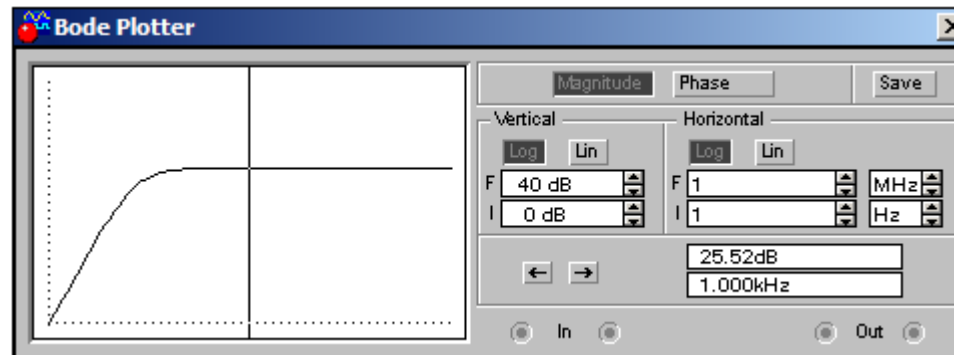 Bode Plotter
Magnitude Phase Save
Vertical Horizontal
Log Lin Log Lin
F 40 dB F 1 MHz
I 0 dB I 1 Hz
25.52dB
1.000kHz
In Out